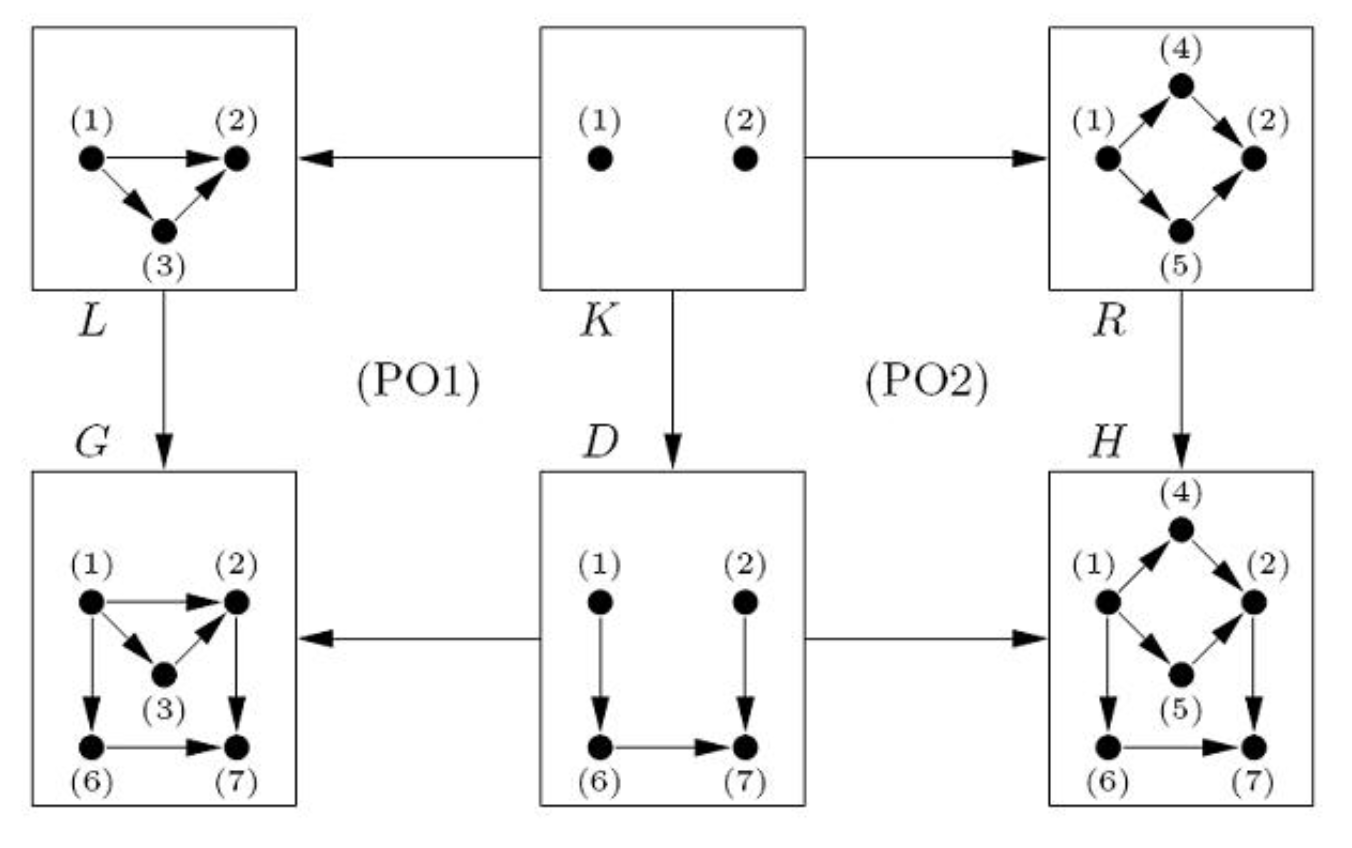 (4)
(1) (2) (1) (2) (1) (2)
(3) (5)
L K R
(PO1) (PO2)
G D H
(4)
(1) (2) (1) (2) (1) (2)
(3) (5)
(6) (7) (6) (7) (6) (7)